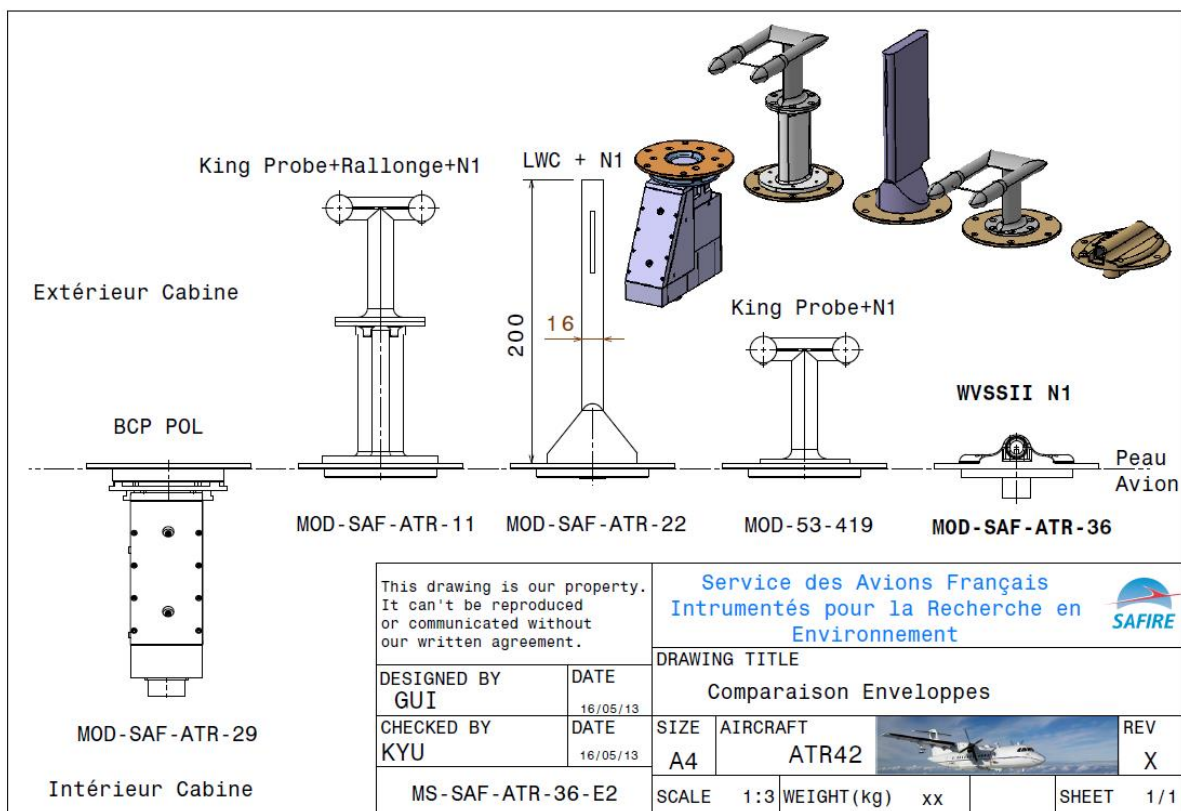 King Probe+Rallonge+N1
LWC + N1
Extérieur Cabine
200
16
King Probe+N1
WVSSII N1
BCP POL
Peau
Avion
MOD-SAF-ATR-11
MOD-SAF-ATR-22
MOD-53-419
MOD-SAF-ATR-36
MOD-SAF-ATR-29
Intérieur Cabine
This drawing is our property.
It can't be reproduced
or communicated without
our written agreement.
Service des Avions Français
Intrumentés pour la Recherche en
Environnement
SAFIRE
DRAWING TITLE
Comparaison Enveloppes
DESIGNED BY
GUI
DATE
16/05/13
CHECKED BY
KYU
DATE
16/05/13
SIZE
A4
AIRCRAFT
ATR42
REV
X
MS-SAF-ATR-36-E2
SCALE 1:3
WEIGHT(kg) xx
SHEET 1/1